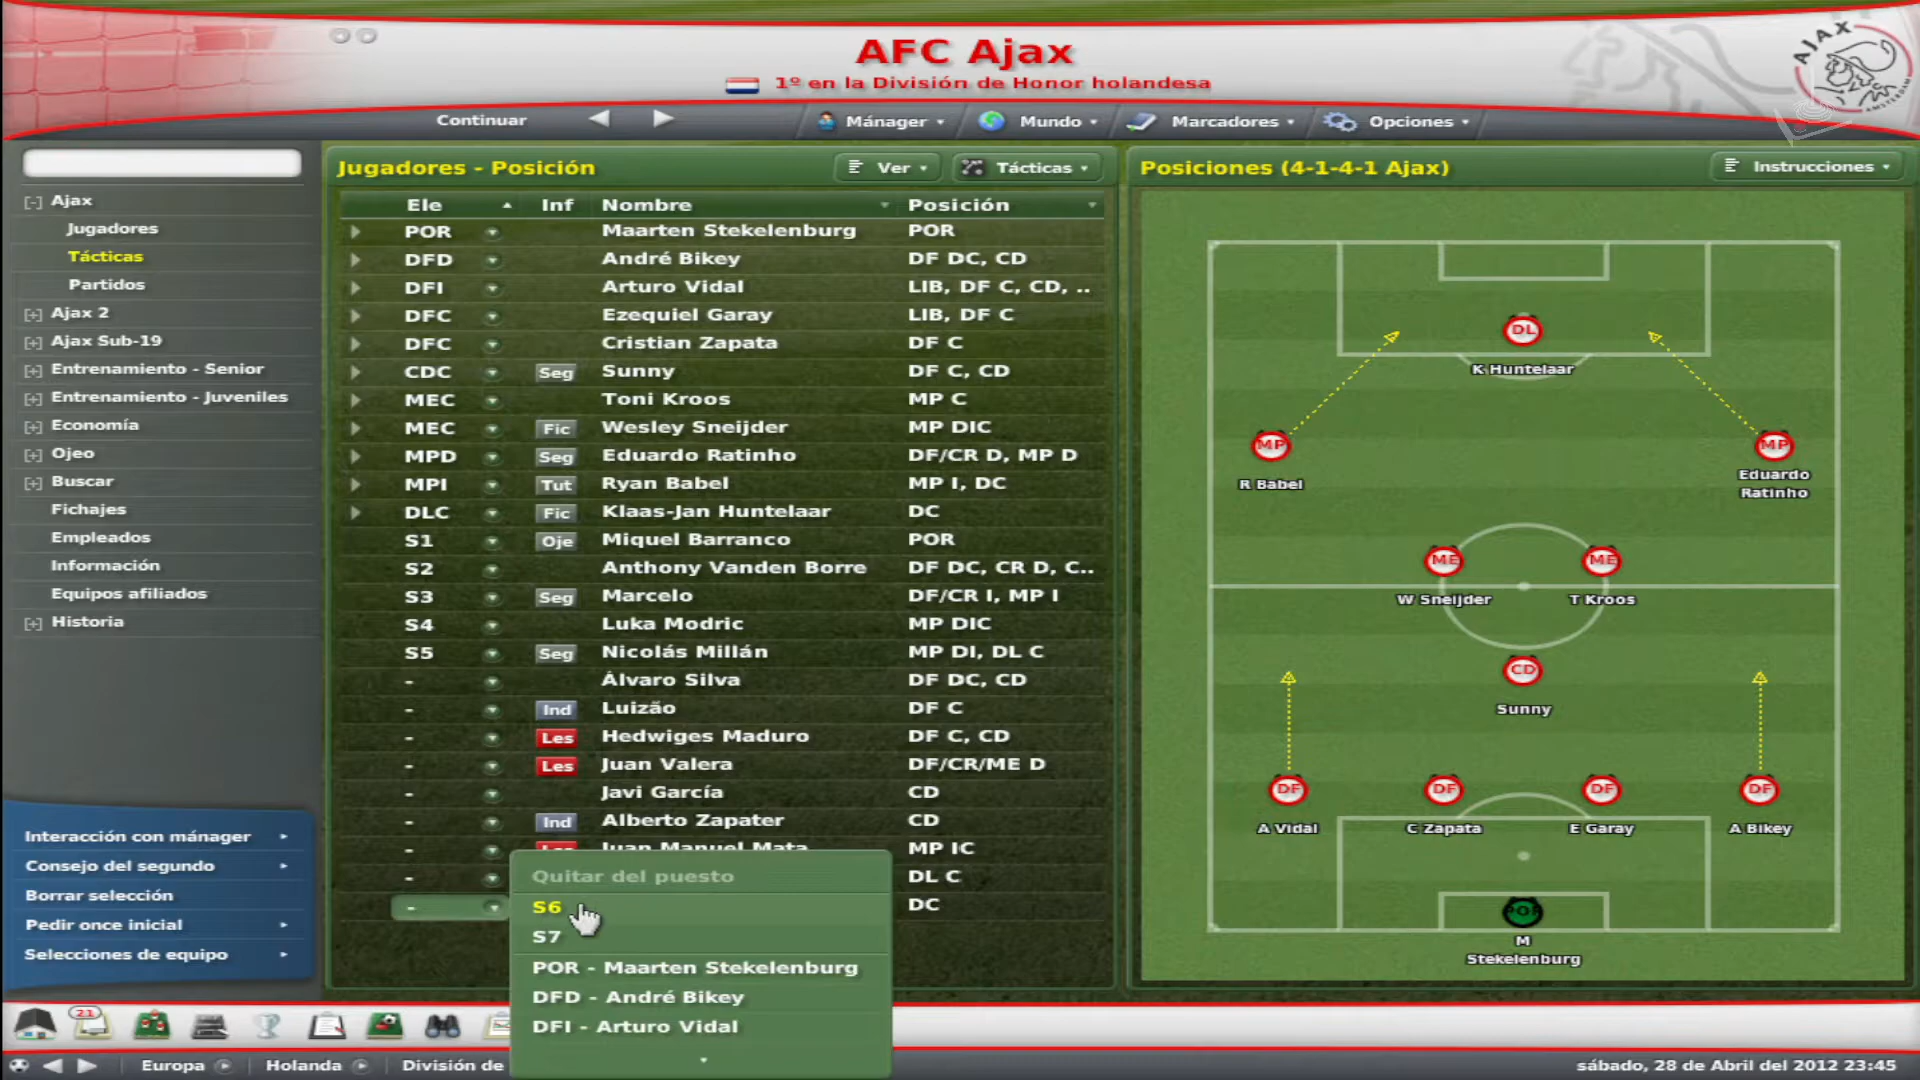 AFC Ajax
1º en la División de Honor holandesa
AJAX
Continuar
Mánager
Mundo
Marcadores
Opciones
[-] Ajax
Jugadores
Tácticas
Partidos
[+] Ajax 2
[+] Ajax Sub-19
[+] Entrenamiento - Senior
[+] Entrenamiento - Juveniles
[+] Economía
[+] Ojeo
[+] Buscar
Fichajes
Empleados
Información
Equipos afiliados
[+] Historia
Interacción con mánager
Consejo del segundo
Borrar selección
Pedir once inicial
Selecciones de equipo
Jugadores - Posición
Ver
Tácticas
Ele Inf Nombre Posición
POR Maarten Stekelenburg POR
DFD André Bikey DF DC, CD
DFI Arturo Vidal LIB, DF C, CD, ..
DFC Ezequiel Garay LIB, DF C
DFC Cristian Zapata DF C
CDC Seg Sunny DF C, CD
MEC Toni Kroos MP C
MEC Fic Wesley Sneijder MP DIC
MPD Seg Eduardo Ratinho DF/CR D, MP D
MPI Tut Ryan Babel MP I, DC
DLC Fic Klaas-Jan Huntelaar DC
S1 Oje Miquel Barranco POR
S2 Anthony Vanden Borre DF DC, CR D, C..
S3 Seg Marcelo DF/CR I, MP I
S4 Luka Modric MP DIC
S5 Seg Nicolás Millán MP DI, DL C
- Álvaro Silva DF DC, CD
- Ind Luizão DF C
- Les Hedwiges Maduro DF C, CD
- Les Juan Valera DF/CR/ME D
- Javi García CD
- Ind Alberto Zapater CD
- Les Juan Manuel Mata MP IC
- DL C
- DC
Quitar del puesto
S6
S7
POR - Maarten Stekelenburg
DFD - André Bikey
DFI - Arturo Vidal
Posiciones (4-1-4-1 Ajax)
Instrucciones
DL
K Huntelaar
MP
MP
R Babel
Eduardo
Ratinho
ME
ME
W Sneijder
T Kroos
CD
Sunny
DF
DF
DF
DF
A Vidal
C Zapata
E Garay
A Bikey
POR
M
Stekelenburg
21
Europa
Holanda
División de
sábado, 28 de Abril del 2012 23:45